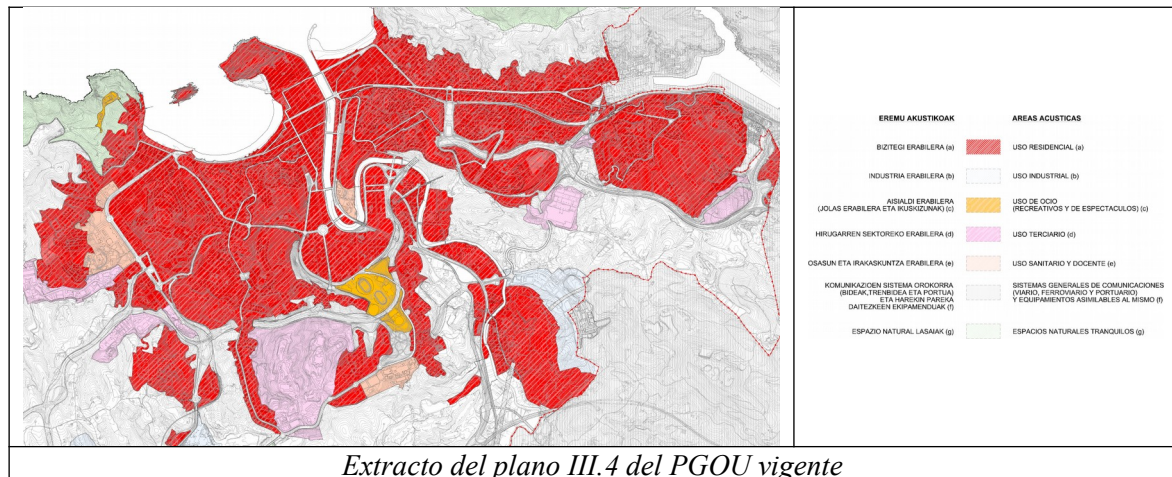 EREMU AKUSTIKOAK AREAS ACUSTICAS
BIZITEGI ERABILERA (a) USO RESIDENCIAL (a)
INDUSTRIA ERABILERA (b) USO INDUSTRIAL (b)
AISIALDI ERABILERA
(JOLAS ERABILERA ETA IKUSKIZUNAK) (c)
USO DE OCIO
(RECREATIVOS Y DE ESPECTACULOS) (c)
HIRUGARREN SEKTOREKO ERABILERA (d) USO TERCIARIO (d)
OSASUN ETA IRAKASKUNTZA ERABILERA (e) USO SANITARIO Y DOCENTE (e)
KOMUNIKAZIOEN SISTEMA OROKORRA
(BIDEAK,TRENBIDEA ETA PORTUA)
ETA HAREKIN PAREKA
DAITEZKEEN EKIPAMENDUAK (f)
SISTEMAS GENERALES DE COMUNICACIONES
(VIARIO, FERROVIARIO Y PORTUARIO)
Y EQUIPAMIENTOS ASIMILABLES AL MISMO (f)
ESPAZIO NATURAL LASAIAK (g) ESPACIOS NATURALES TRANQUILOS (g)
Extracto del plano III.4 del PGOU vigente